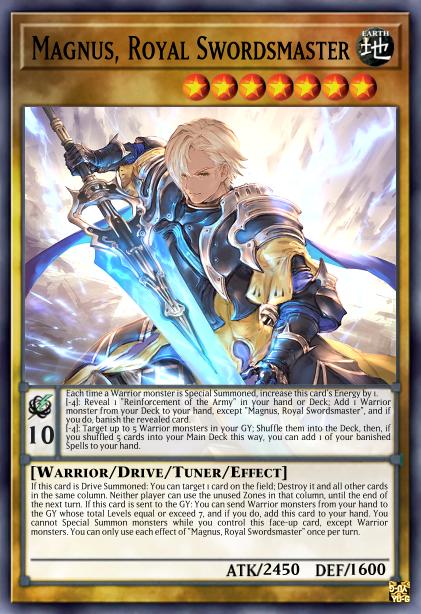 MAGNUS, ROYAL SWORDSMASTER
EARTH
地
Each time a Warrior monster is Special Summoned, increase this card's Energy by 1.
[-4]: Reveal 1 "Reinforcement of the Army" in your hand or Deck; Add 1 Warrior
monster from your Deck to your hand, except "Magnus, Royal Swordsmaster", and if
you do, banish the revealed card.
[-4]: Target up to 5 Warrior monsters in your GY; Shuffle them into the Deck, then, if
you shuffled 5 cards into your Main Deck this way, you can add 1 of your banished
Spells to your hand.
10
[WARRIOR/DRIVE/TUNER/EFFECT]
If this card is Drive Summoned: You can target 1 card on the field; Destroy it and all other cards
in the same column. Neither player can use the unused Zones in that column, until the end of
the next turn. If this card is sent to the GY: You can send Warrior monsters from your hand to
the GY whose total Levels equal or exceed 7, and if you do, add this card to your hand. You
cannot Special Summon monsters while you control this face-up card, except Warrior
monsters. You can only use each effect of "Magnus, Royal Swordsmaster" once per turn.
ATK/2450 DEF/1600